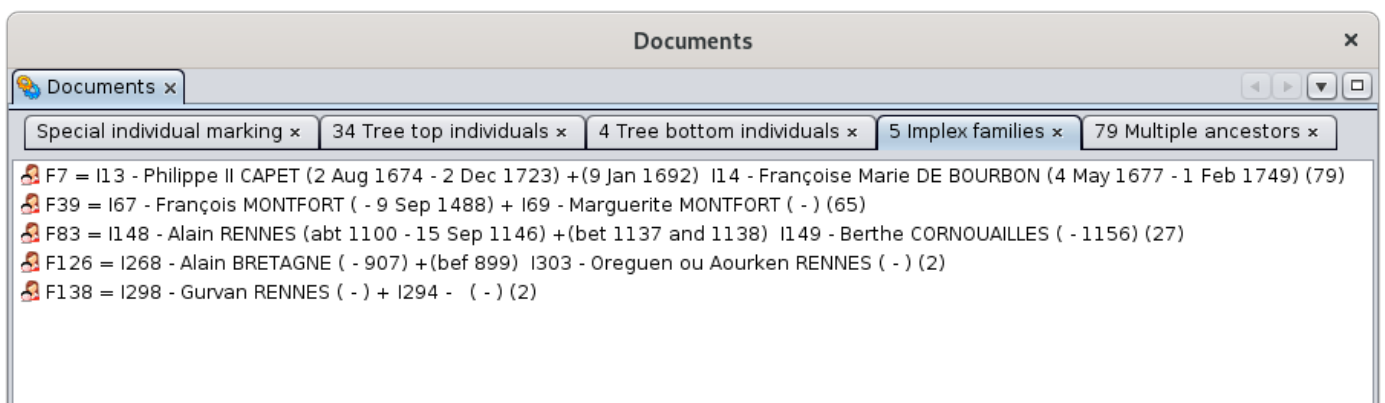 Documents
Documents
Special individual marking 34 Tree top individuals 4 Tree bottom individuals 5 Implex families 79 Multiple ancestors
F7 = I13 - Philippe II CAPET (2 Aug 1674 - 2 Dec 1723) +(9 Jan 1692)  I14 - Françoise Marie DE BOURBON (4 May 1677 - 1 Feb 1749) (79)
F39 = I67 - François MONTFORT ( - 9 Sep 1488) + I69 - Marguerite MONTFORT ( - ) (65)
F83 = I148 - Alain RENNES (abt 1100 - 15 Sep 1146) +(bet 1137 and 1138)  I149 - Berthe CORNOUAILLES ( - 1156) (27)
F126 = I268 - Alain BRETAGNE ( - 907) +(bef 899)  I303 - Oreguen ou Aourken RENNES ( - ) (2)
F138 = I298 - Gurvan RENNES ( - ) + I294 -   ( - ) (2)